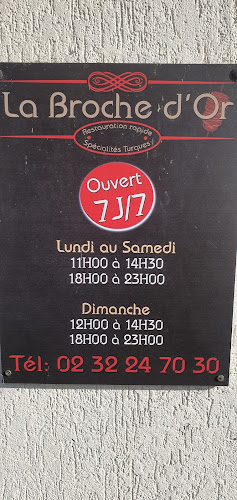 La Broche d'Or
Restauration rapide
Spécialités Turques
Ouvert
7J/7
Lundi au Samedi
11H00 à 14H30
18H00 à 23H00
Dimanche
12H00 à 14H30
18H00 à 23H00
Tél: 02 32 24 70 30